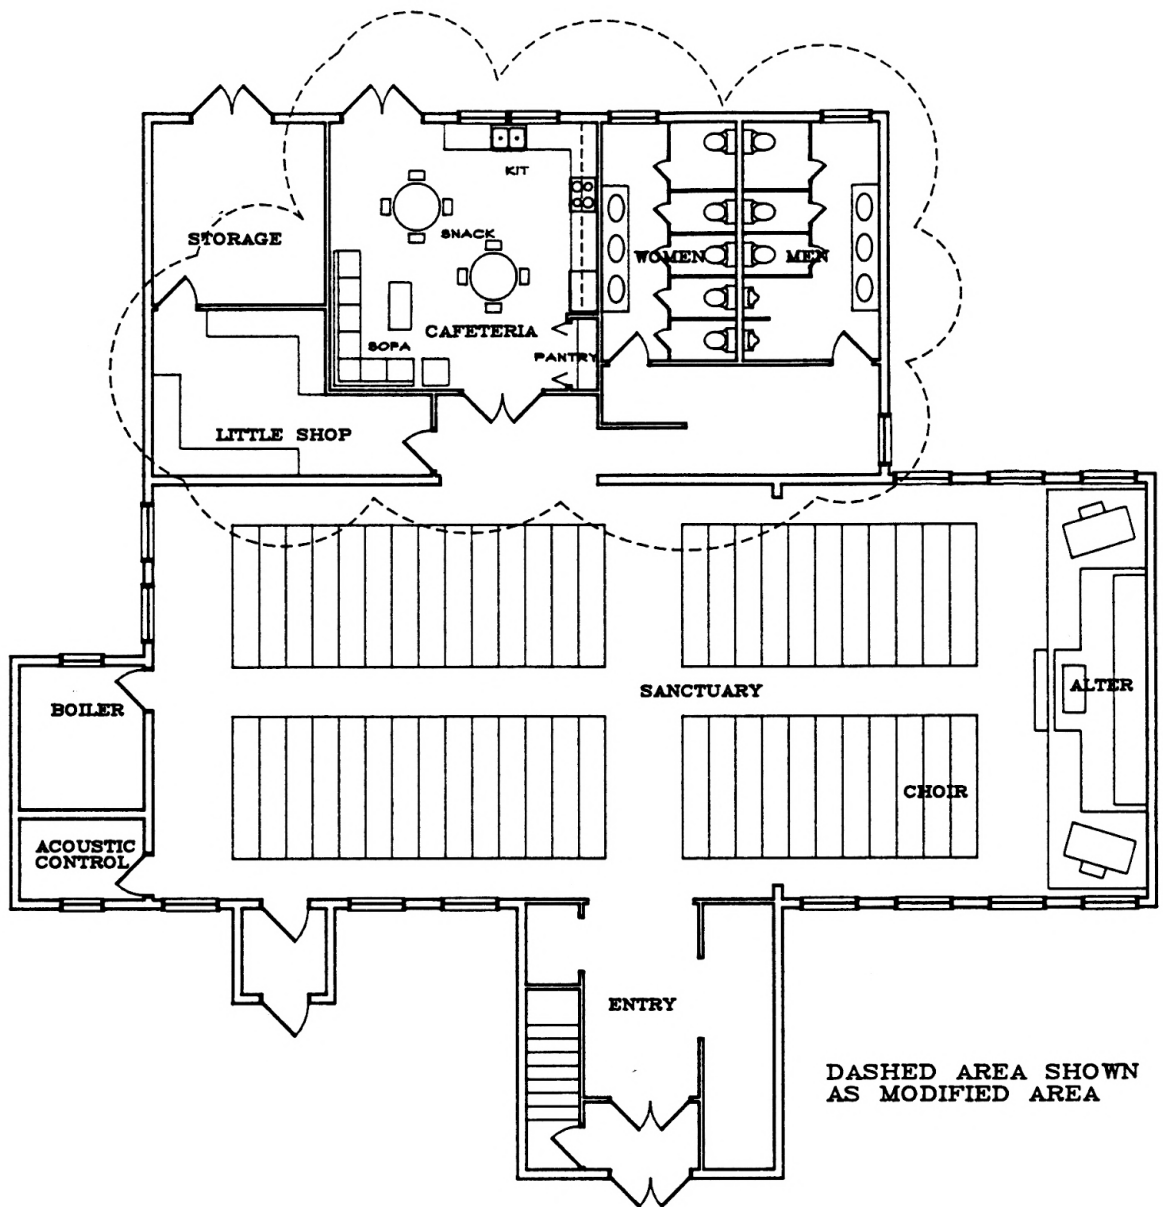 KIT
STORAGE
SNACK
WOMEN
MEN
CAFETERIA
SOFA
PANTRY
LITTLE SHOP
SANCTUARY
ALTER
BOILER
CHOIR
ACOUSTIC
CONTROL
ENTRY
DASHED AREA SHOWN
AS MODIFIED AREA